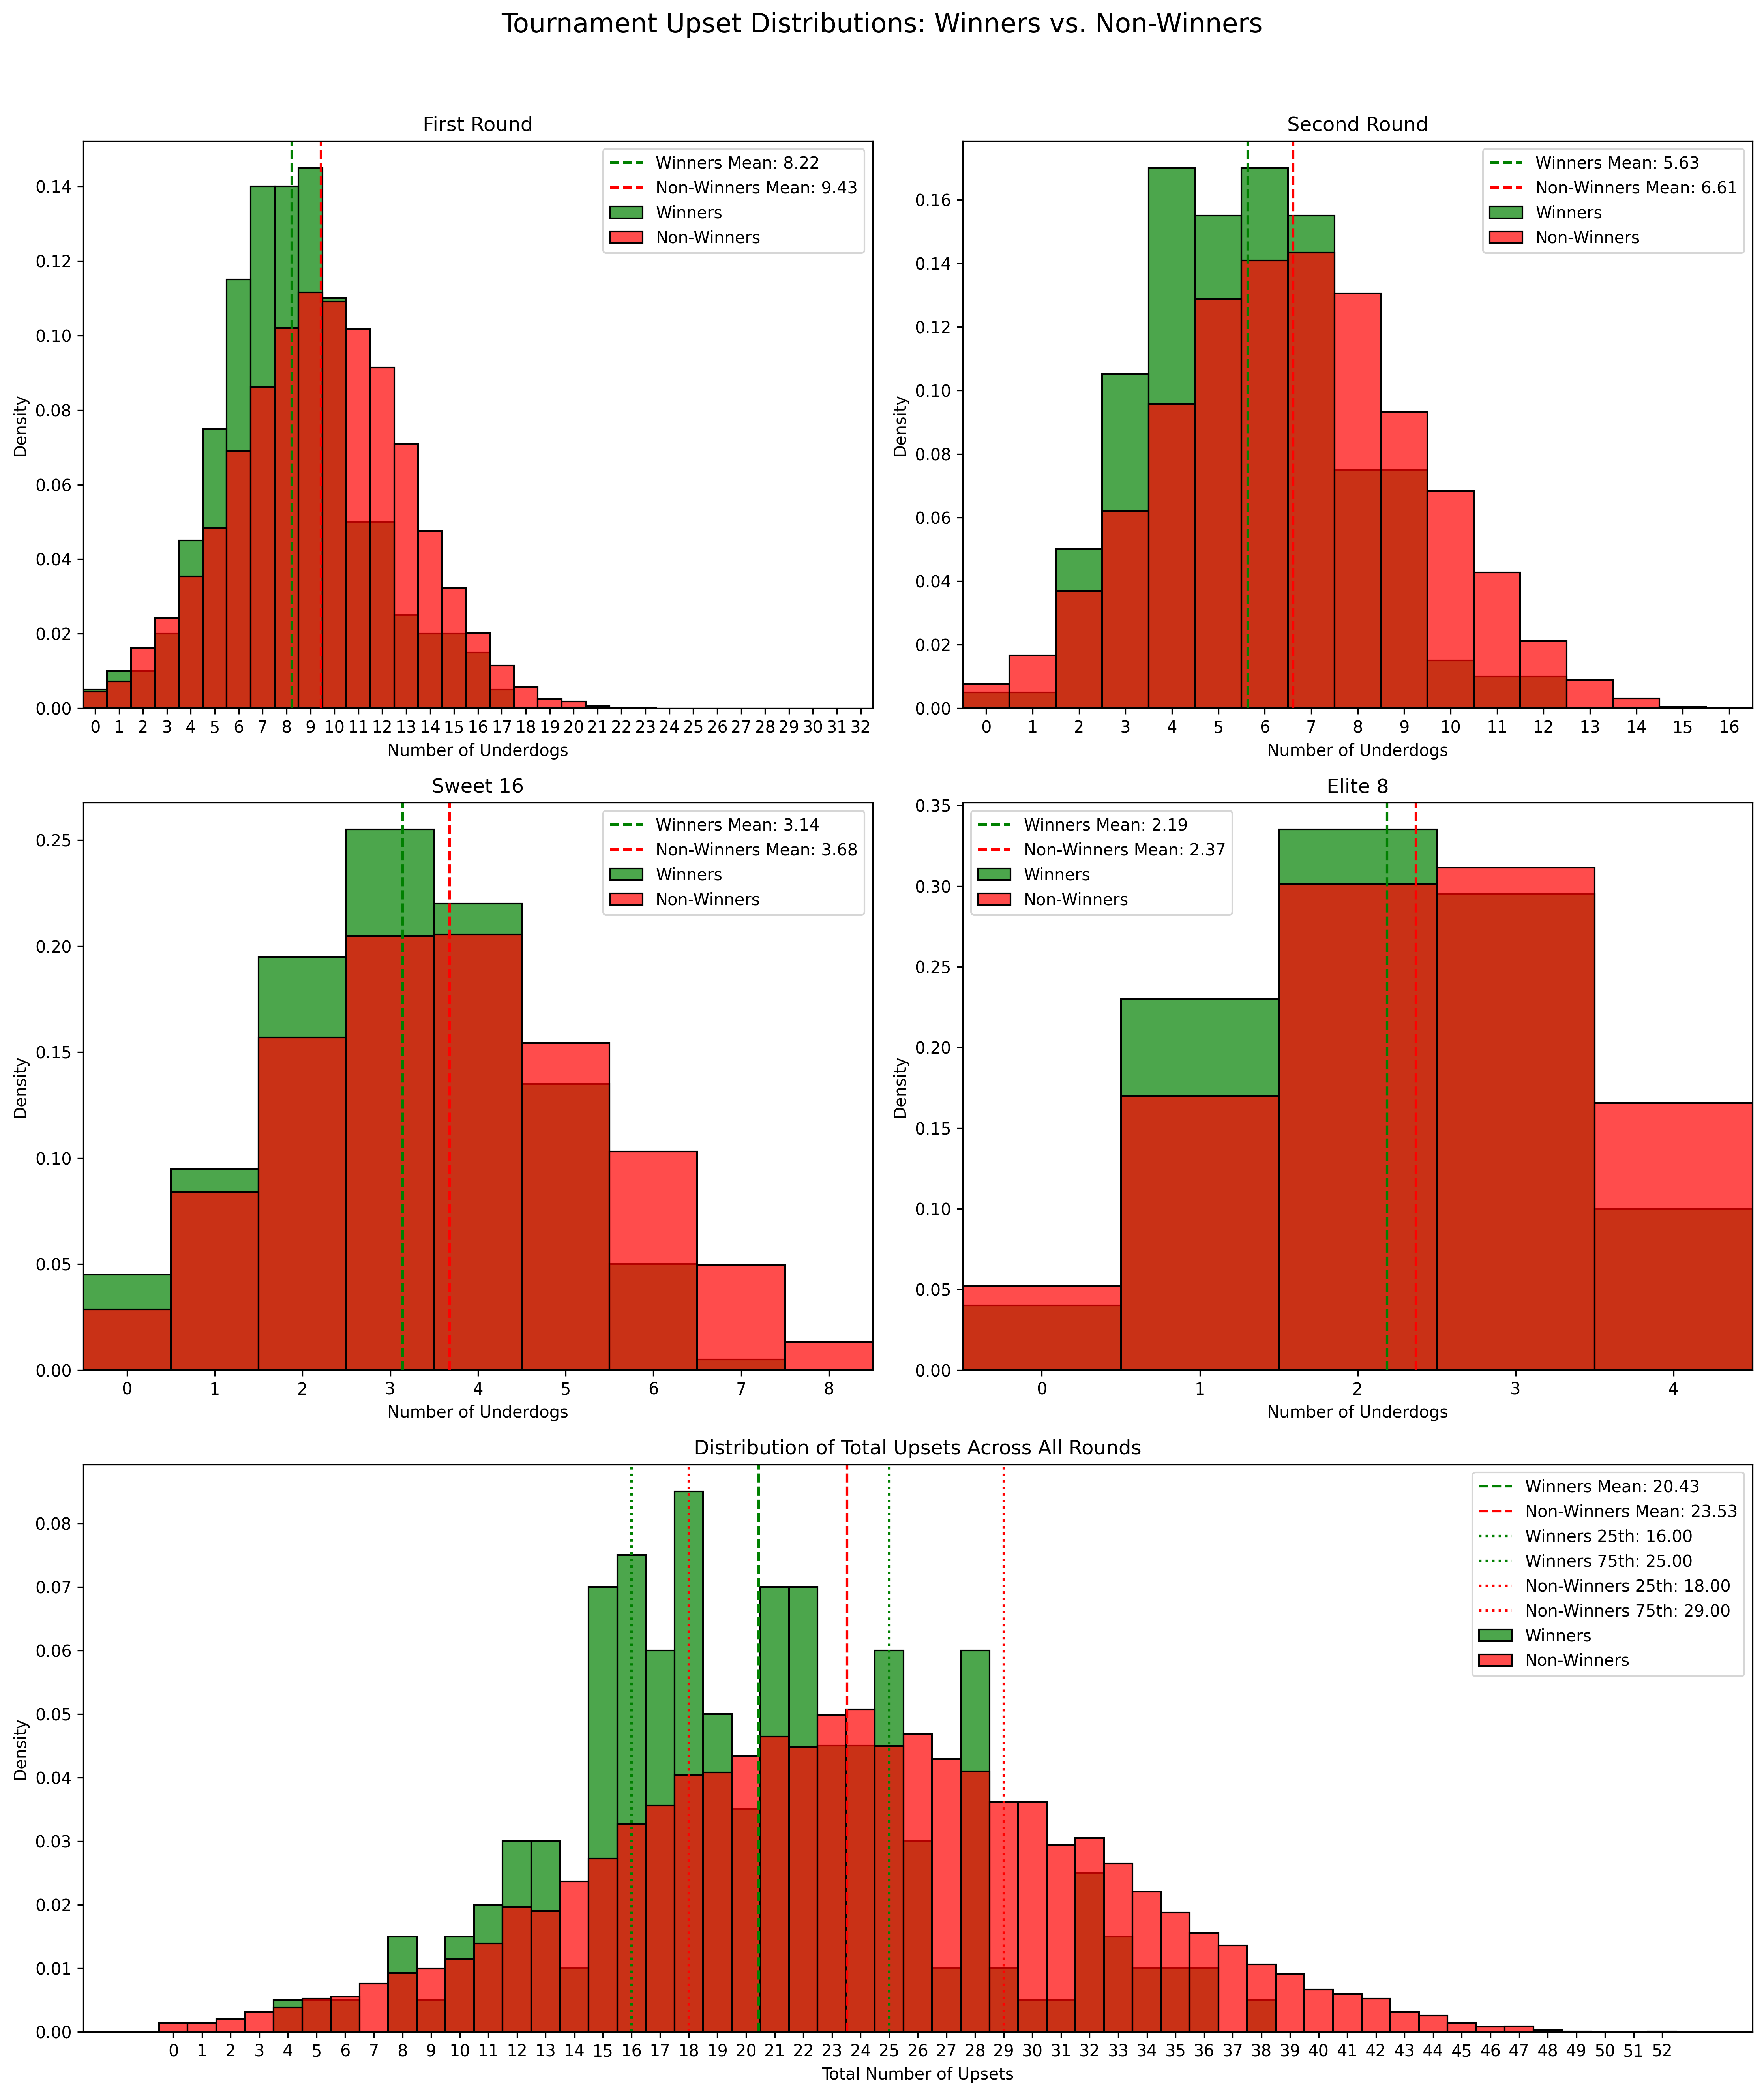 Tournament Upset Distributions: Winners vs. Non-Winners
First Round
Winners Mean: 8.22
Non-Winners Mean: 9.43
Winners
Non-Winners
Density
0.14
0.12
0.10
0.08
0.06
0.04
0.02
0.00
0 1 2 3 4 5 6 7 8 9 10 11 12 13 14 15 16 17 18 19 20 21 22 23 24 25 26 27 28 29 30 31 32
Number of Underdogs
Second Round
Winners Mean: 5.63
Non-Winners Mean: 6.61
Winners
Non-Winners
Density
0.16
0.14
0.12
0.10
0.08
0.06
0.04
0.02
0.00
0 1 2 3 4 5 6 7 8 9 10 11 12 13 14 15 16
Number of Underdogs
Sweet 16
Winners Mean: 3.14
Non-Winners Mean: 3.68
Winners
Non-Winners
Density
0.25
0.20
0.15
0.10
0.05
0.00
0 1 2 3 4 5 6 7 8
Number of Underdogs
Elite 8
Winners Mean: 2.19
Non-Winners Mean: 2.37
Winners
Non-Winners
Density
0.35
0.30
0.25
0.20
0.15
0.10
0.05
0.00
0 1 2 3 4
Number of Underdogs
Distribution of Total Upsets Across All Rounds
Winners Mean: 20.43
Non-Winners Mean: 23.53
Winners 25th: 16.00
Winners 75th: 25.00
Non-Winners 25th: 18.00
Non-Winners 75th: 29.00
Winners
Non-Winners
Density
0.08
0.07
0.06
0.05
0.04
0.03
0.02
0.01
0.00
0 1 2 3 4 5 6 7 8 9 10 11 12 13 14 15 16 17 18 19 20 21 22 23 24 25 26 27 28 29 30 31 32 33 34 35 36 37 38 39 40 41 42 43 44 45 46 47 48 49 50 51 52
Total Number of Upsets